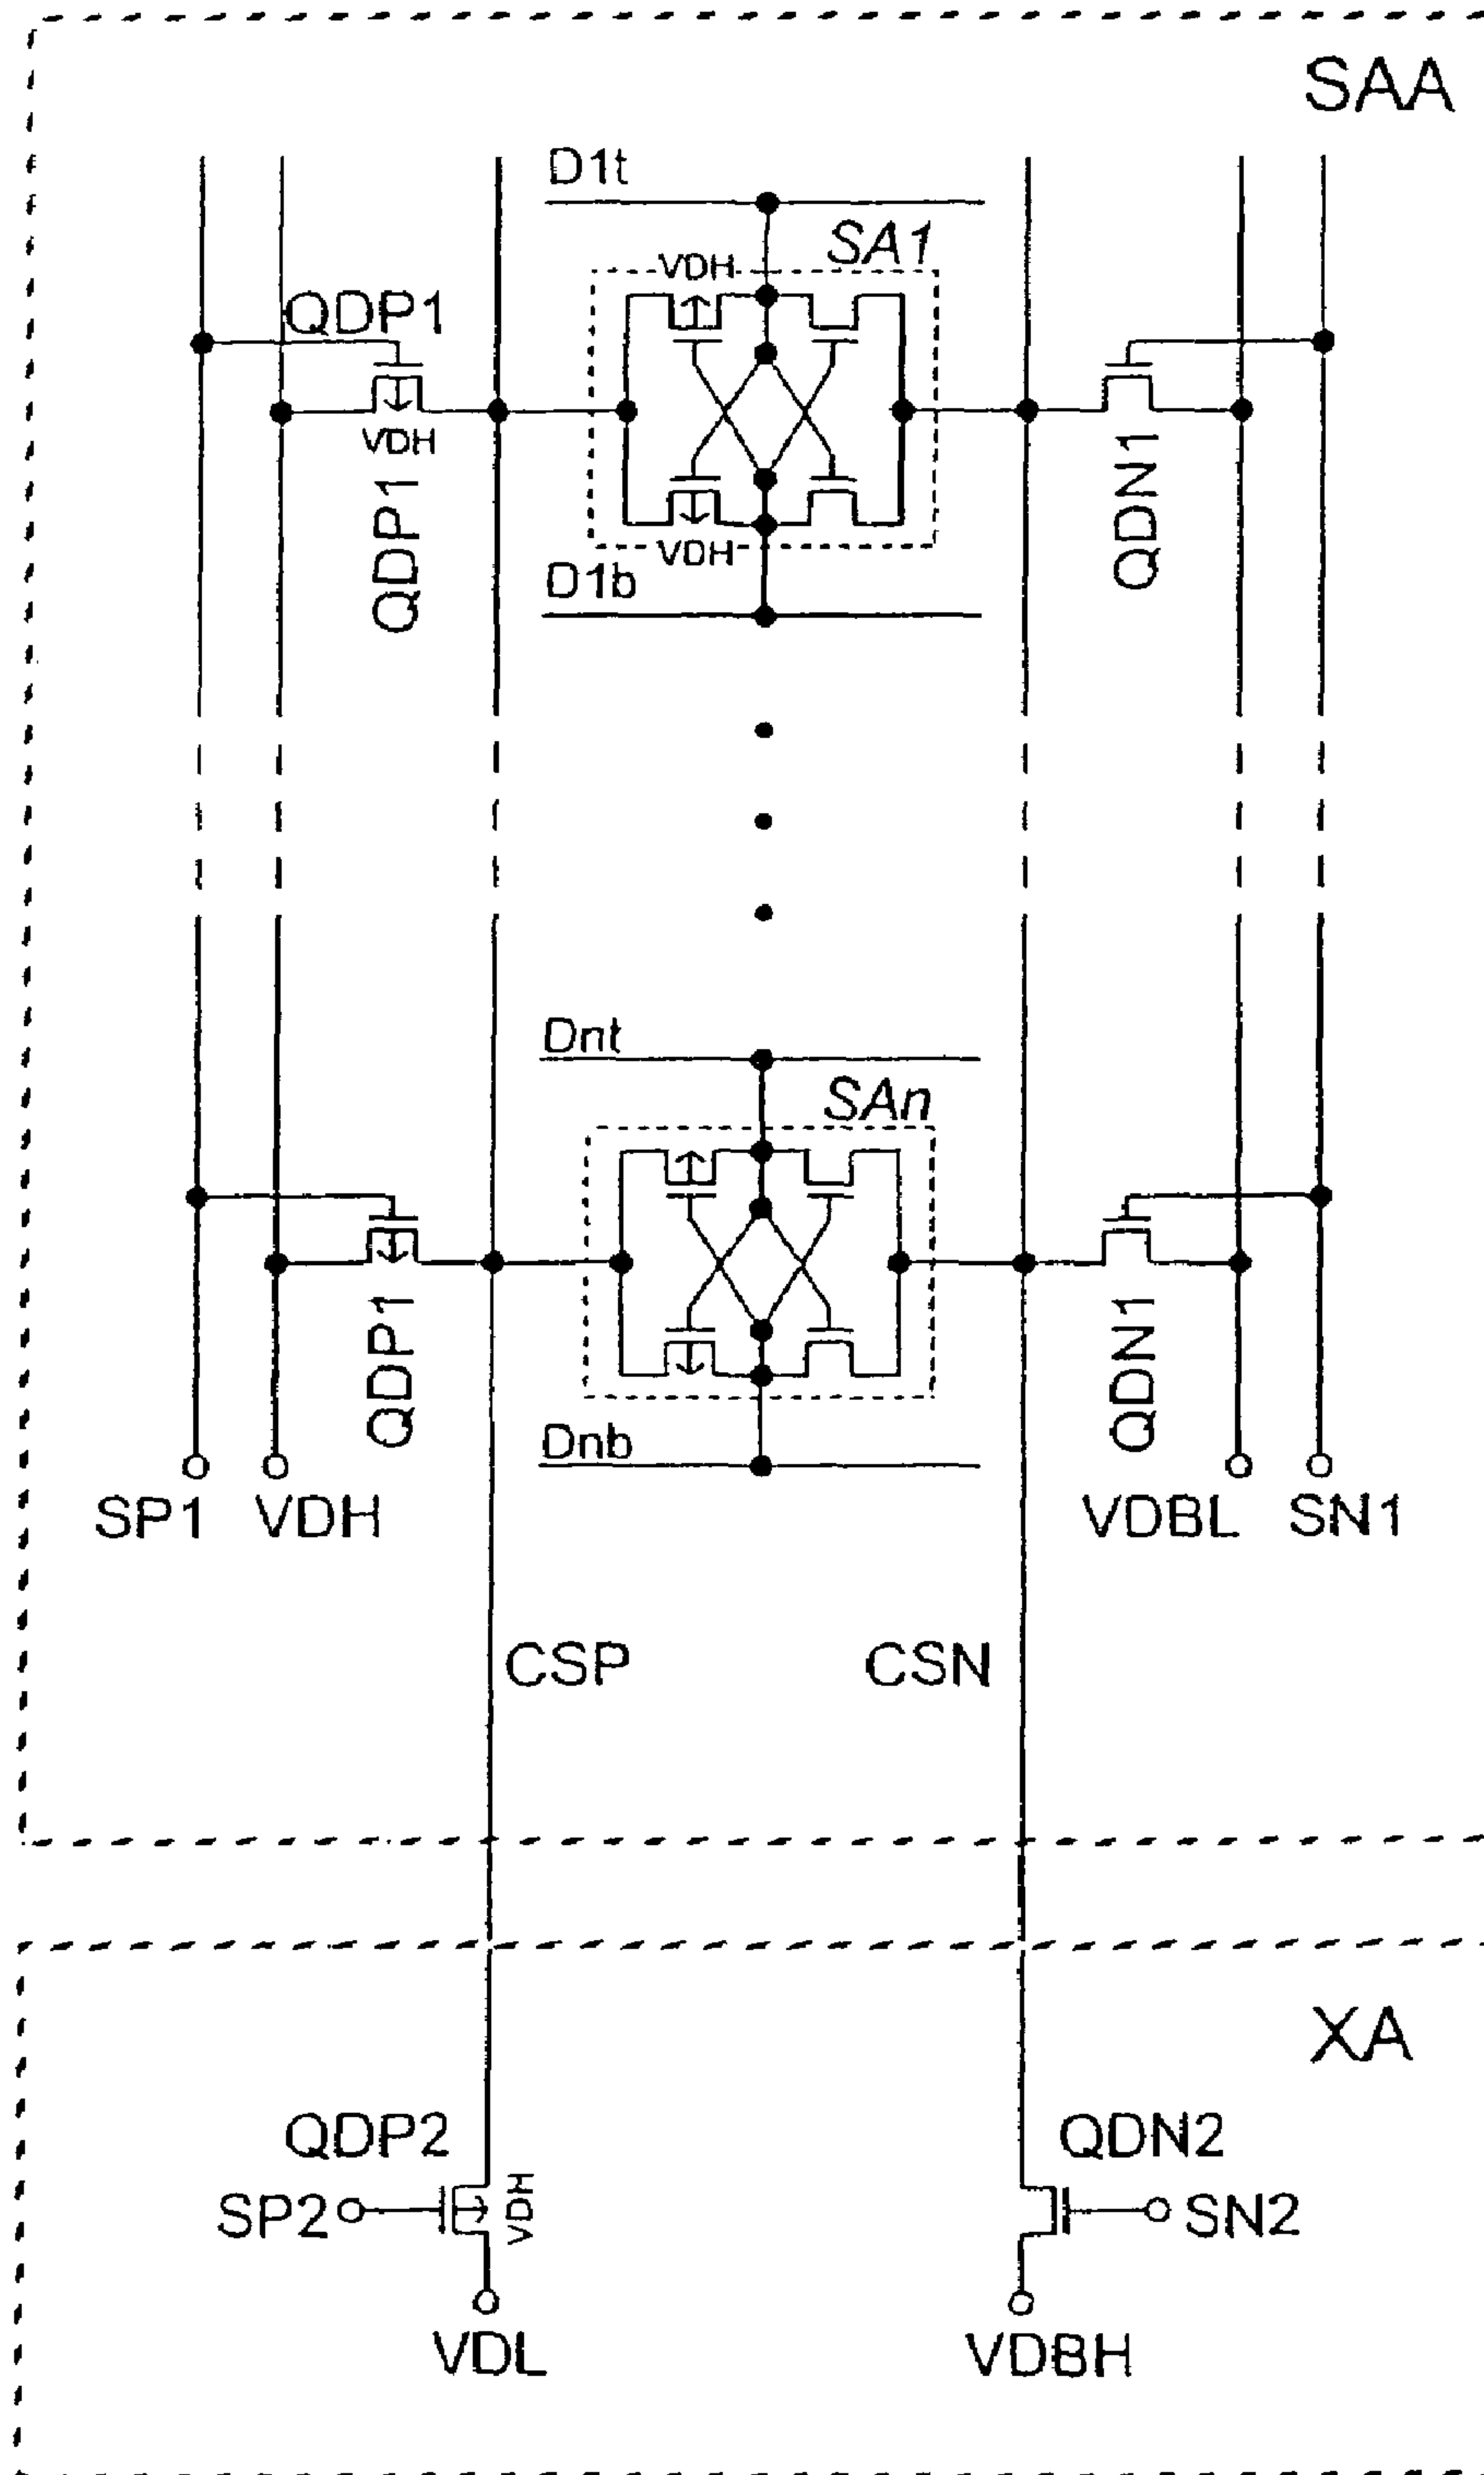 SAA
D1t
SA1
VDH
QDP1
VDH
QDP1
QDN1
VDH
D1b
Dnt
SAn
QDP1
QDN1
Dnb
SP1 VDH
VDBL SN1
CSP
CSN
XA
QDP2
QDN2
SP2
VDH
SN2
VDL
VDBH